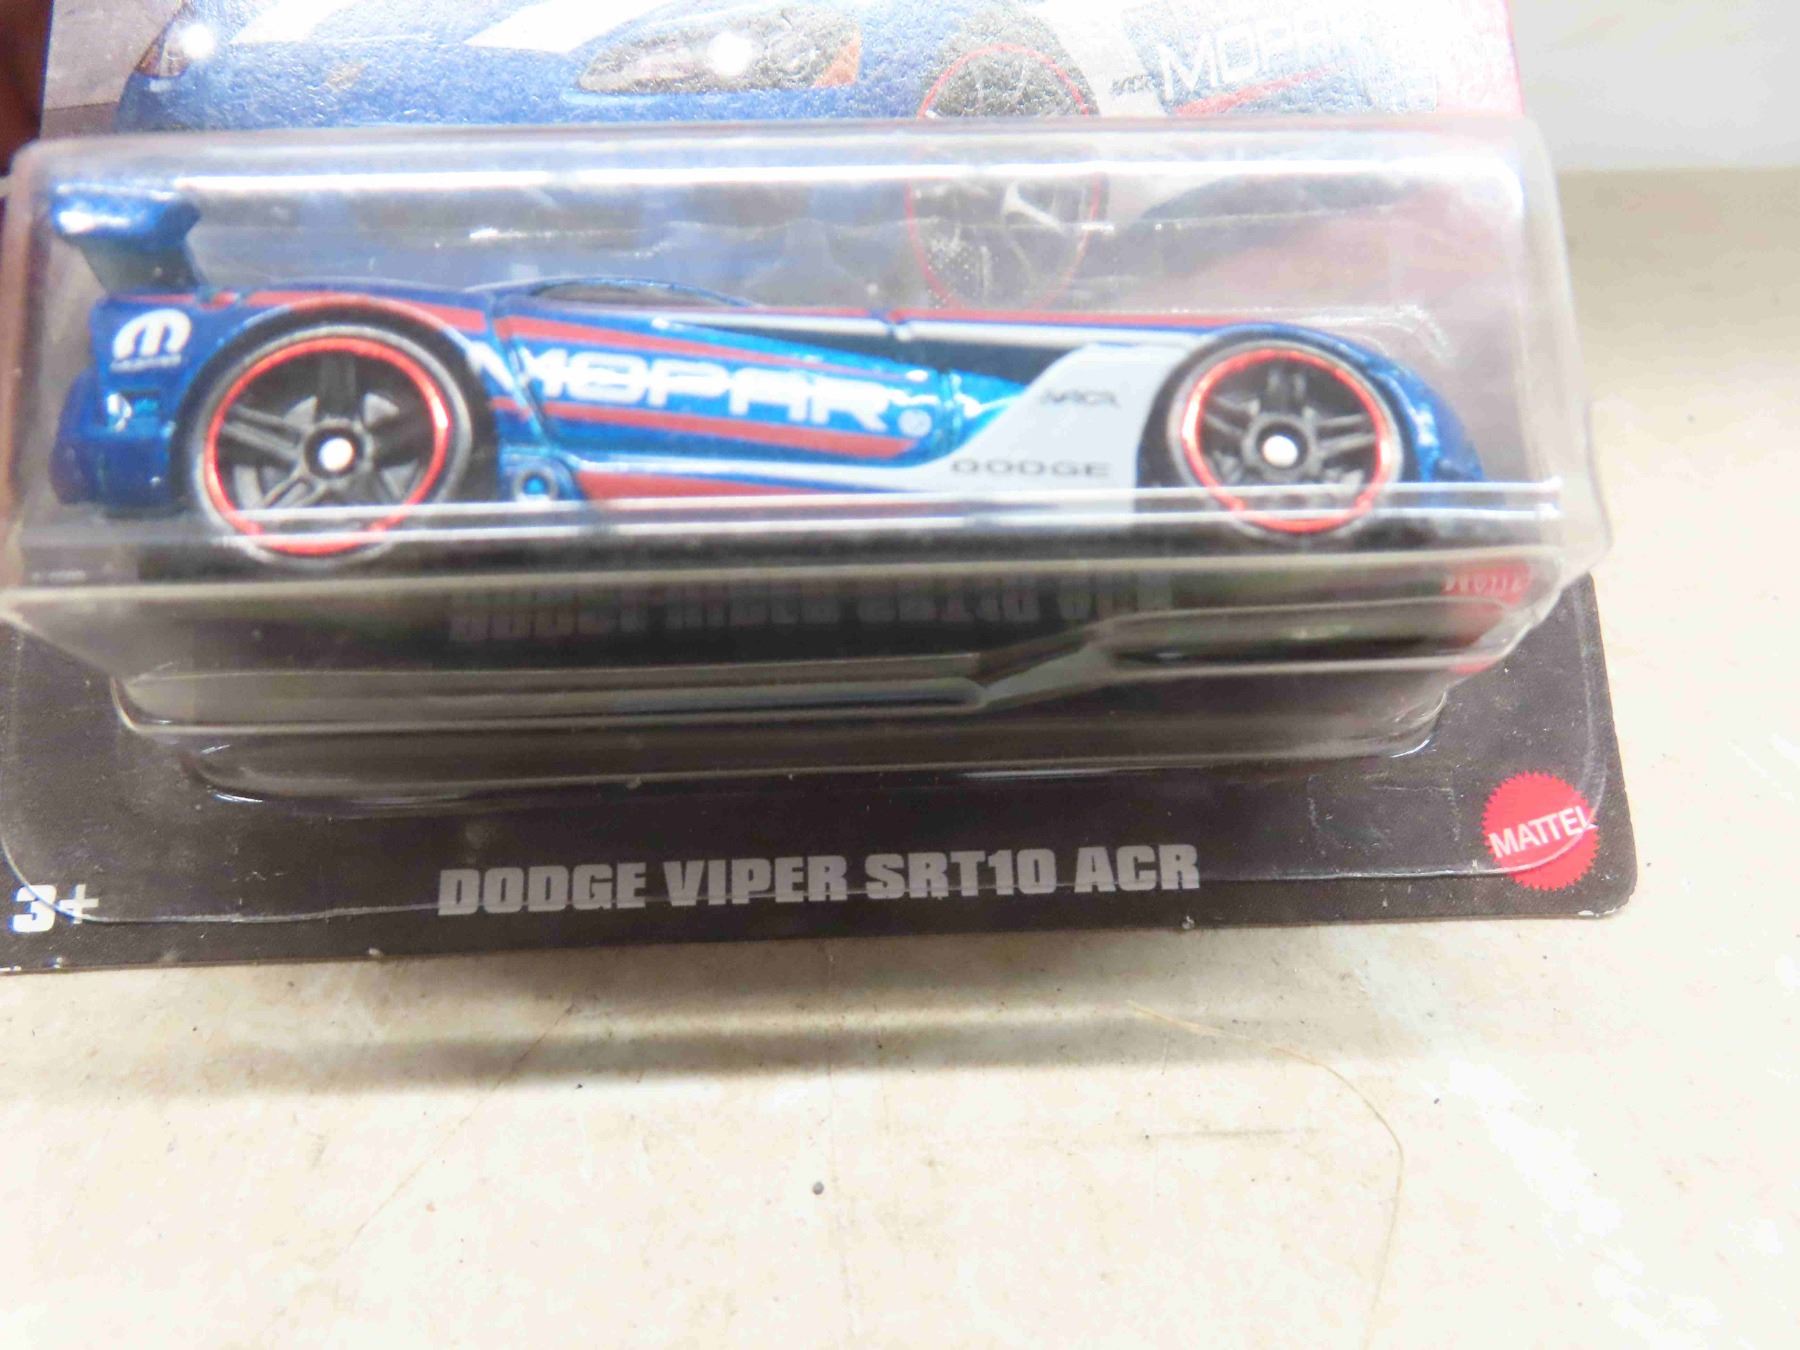 MOPAR
MOPAR
DODGE
DODGE VIPER SRT10 ACR
MATTEL
3+